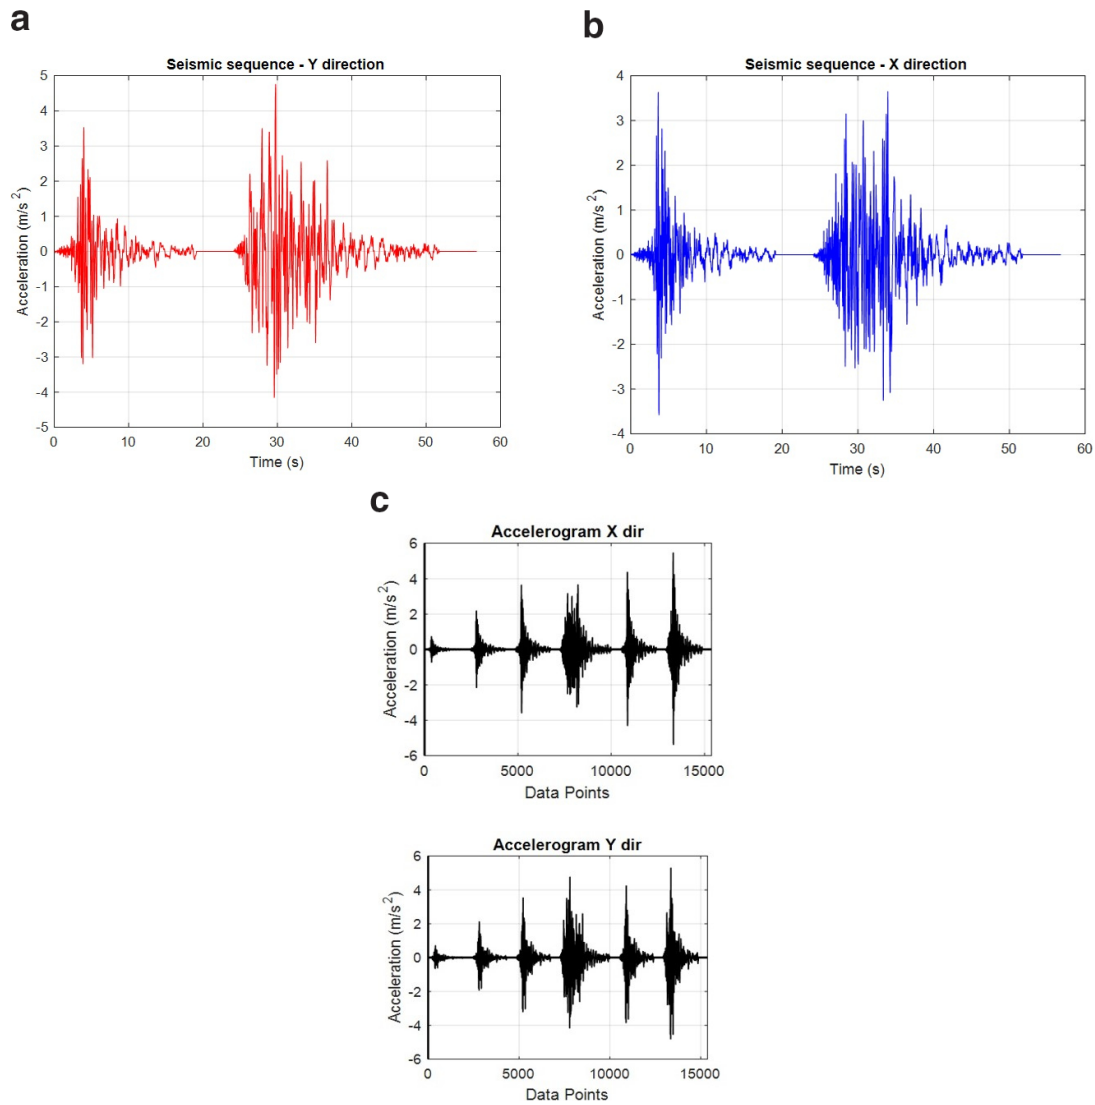 a
Seismic sequence - Y direction
5
4
3
2
1
0
-1
-2
-3
-4
-5
Acceleration (m/s²)
0 10 20 30 40 50 60
Time (s)
b
Seismic sequence - X direction
4
3
2
1
0
-1
-2
-3
-4
Acceleration (m/s²)
0 10 20 30 40 50 60
Time (s)
c
Accelerogram X dir
6
4
2
0
-2
-4
-6
Acceleration (m/s²)
0 5000 10000 15000
Data Points
Accelerogram Y dir
6
4
2
0
-2
-4
-6
Acceleration (m/s²)
0 5000 10000 15000
Data Points